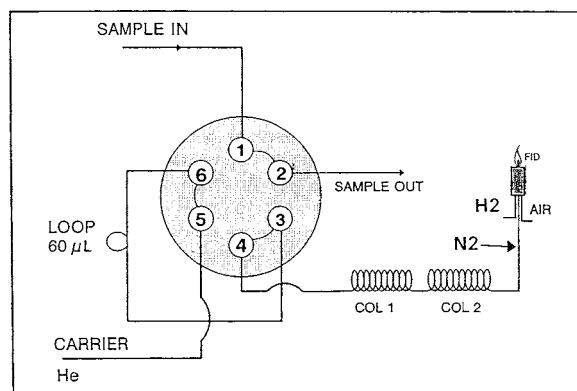 SAMPLE IN
1
6
2
SAMPLE OUT
FID
H2
AIR
LOOP
60 µL
5
3
4
N2
COL 1
COL 2
CARRIER
He